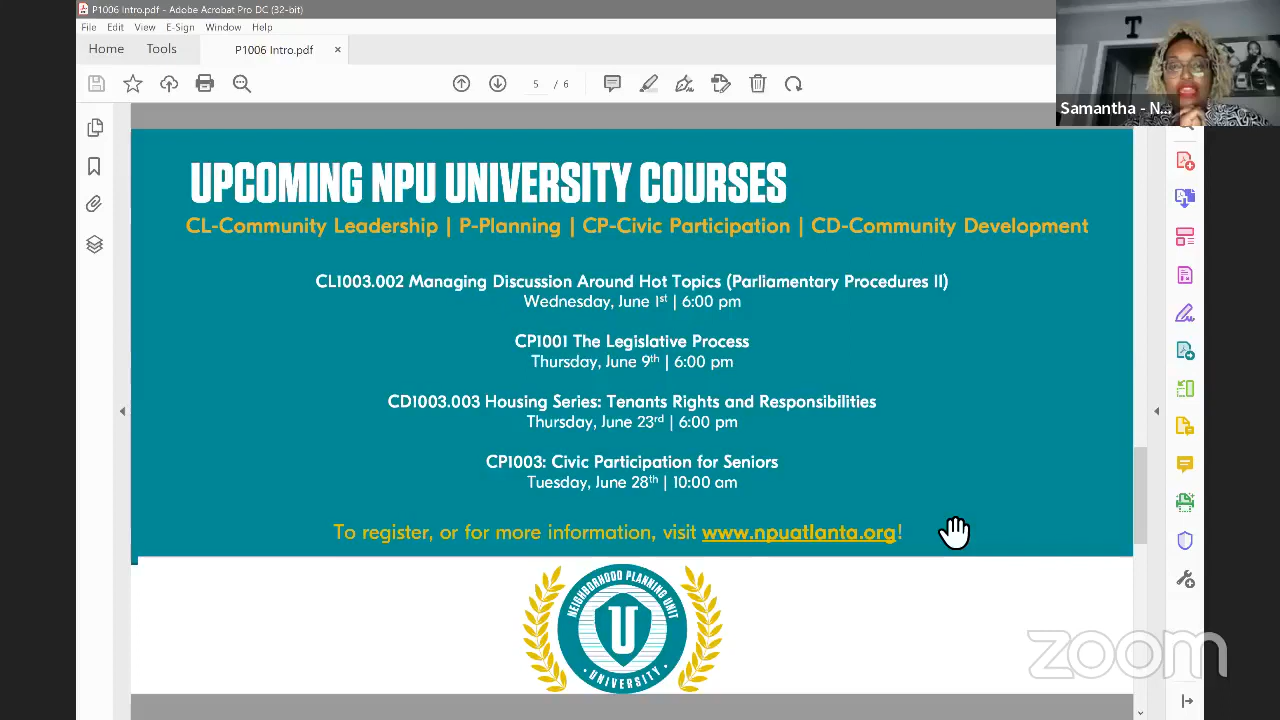 P1006 Intro.pdf - Adobe Acrobat Pro DC (32-bit)
File Edit View E-Sign Window Help
Home Tools P1006 Intro.pdf ×
5 / 6
T
Samantha - N...
UPCOMING NPU UNIVERSITY COURSES
CL-Community Leadership | P-Planning | CP-Civic Participation | CD-Community Development
CL1003.002 Managing Discussion Around Hot Topics (Parliamentary Procedures II)
Wednesday, June 1st | 6:00 pm
CP1001 The Legislative Process
Thursday, June 9th | 6:00 pm
CD1003.003 Housing Series: Tenants Rights and Responsibilities
Thursday, June 23rd | 6:00 pm
CP1003: Civic Participation for Seniors
Tuesday, June 28th | 10:00 am
To register, or for more information, visit www.npuatlanta.org!
NEIGHBORHOOD PLANNING UNIT
U
· UNIVERSITY ·
zoom